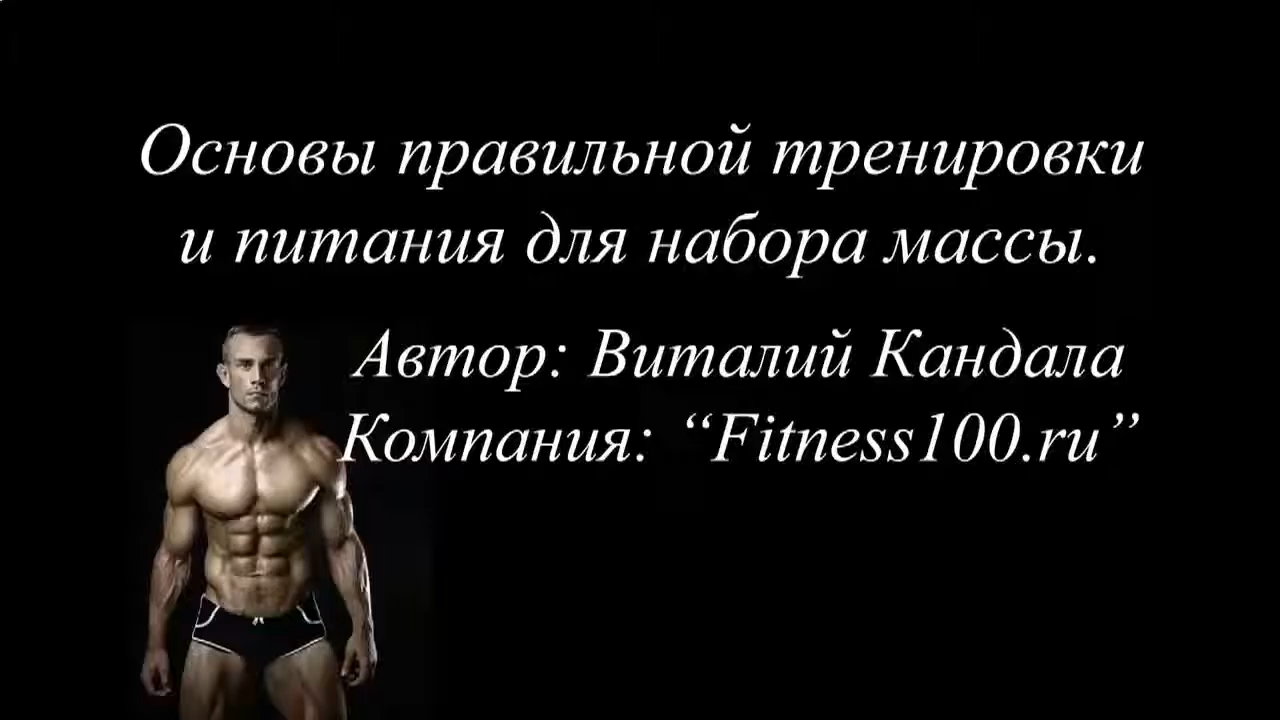 Основы правильной тренировки
и питания для набора массы.
Автор: Виталий Кандала
Компания: “Fitness100.ru”